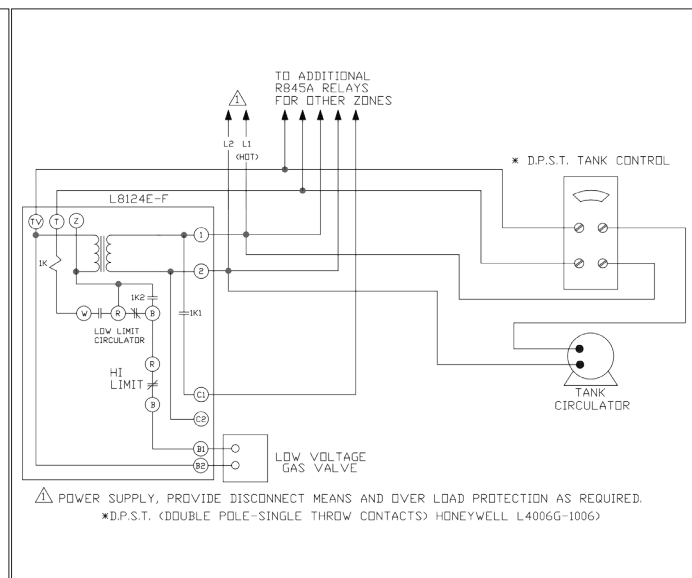 TO ADDITIONAL
R845A RELAYS
FOR OTHER ZONES
1
L2 L1
(HOT)
* D.P.S.T. TANK CONTROL
L8124E-F
TV T Z
1
1K
2
1K2
1K1
W R B
LOW LIMIT
CIRCULATOR
R
HI
LIMIT
B
C1
C2
TANK
CIRCULATOR
B1
B2
LOW VOLTAGE
GAS VALVE
1 POWER SUPPLY, PROVIDE DISCONNECT MEANS AND OVER LOAD PROTECTION AS REQUIRED.
*D.P.S.T. (DOUBLE POLE-SINGLE THROW CONTACTS) HONEYWELL L4006G-1006)